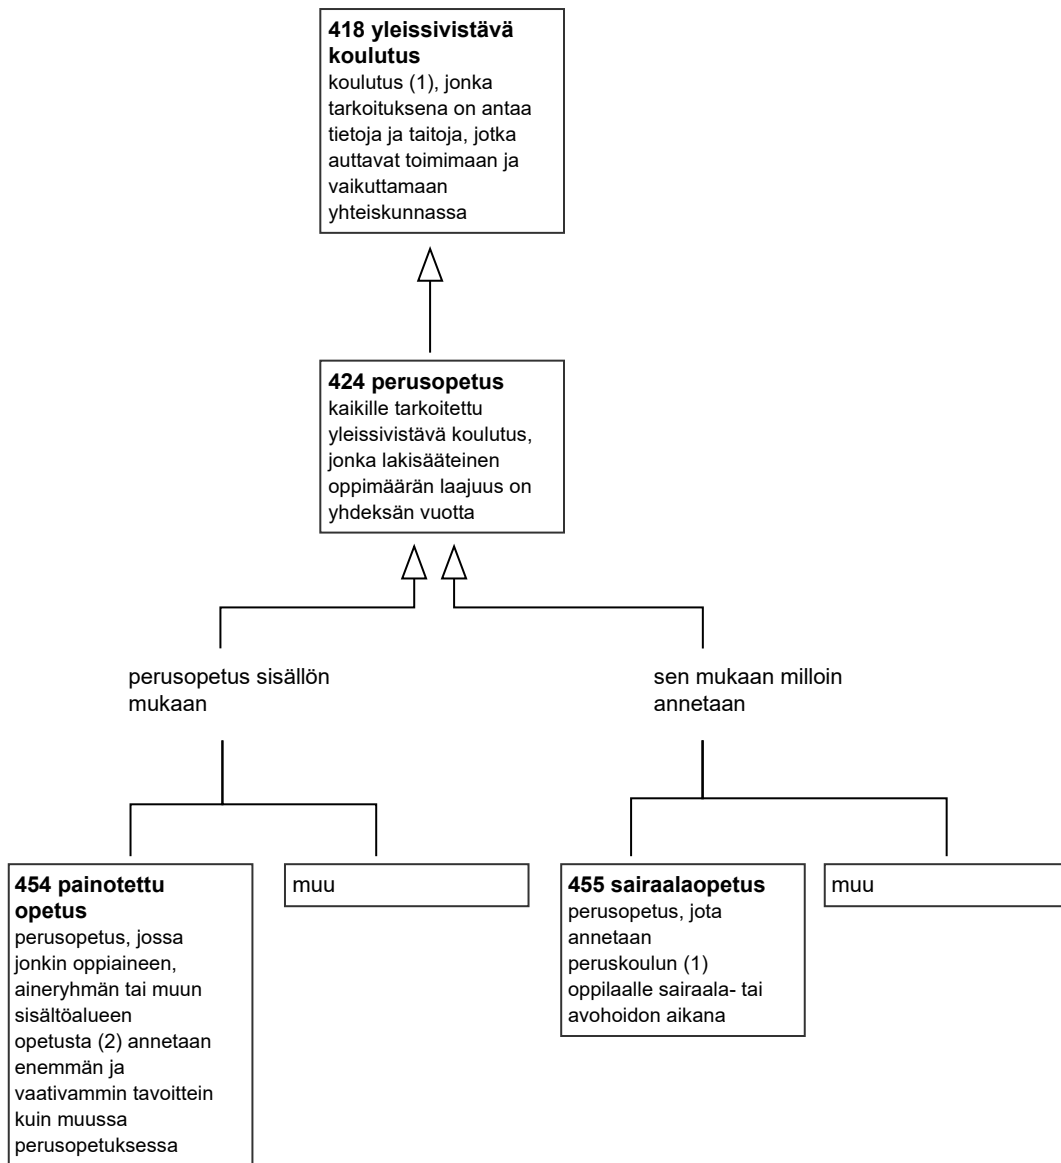 418 yleissivistävä
koulutus
koulutus (1), jonka
tarkoituksena on antaa
tietoja ja taitoja, jotka
auttavat toimimaan ja
vaikuttamaan
yhteiskunnassa
424 perusopetus
kaikille tarkoitettu
yleissivistävä koulutus,
jonka lakisääteinen
oppimäärän laajuus on
yhdeksän vuotta
perusopetus sisällön
mukaan
sen mukaan milloin
annetaan
454 painotettu
opetus
perusopetus, jossa
jonkin oppiaineen,
aineryhmän tai muun
sisältöalueen
opetusta (2) annetaan
enemmän ja
vaativammin tavoittein
kuin muussa
perusopetuksessa
muu
455 sairaalaopetus
perusopetus, jota
annetaan
peruskoulun (1)
oppilaalle sairaala- tai
avohoidon aikana
muu